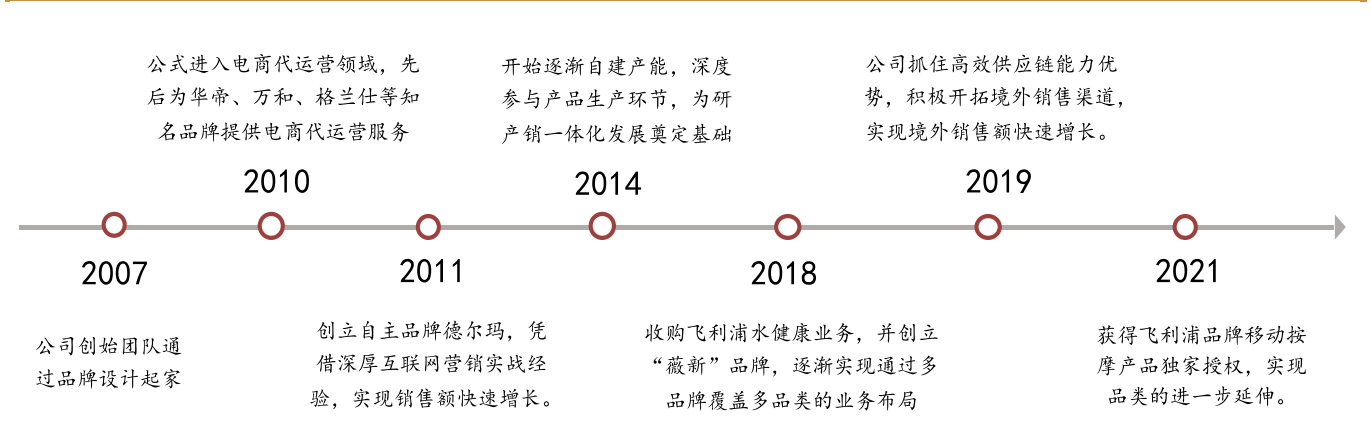 公式进入电商代运营领域，先
后为华帝、万和、格兰仕等知
名品牌提供电商代运营服务
开始逐渐自建产能，深度
参与产品生产环节，为研
产销一体化发展奠定基础
公司抓住高效供应链能力优
势，积极开拓境外销售渠道，
实现境外销售额快速增长。
2010
2014
2019
2007
2011
2018
2021
公司创始团队通
过品牌设计起家
创立自主品牌德尔玛，凭
借深厚互联网营销实战经
验，实现销售额快速增长。
收购飞利浦水健康业务，并创立
“薇新”品牌，逐渐实现通过多
品牌覆盖多品类的业务布局
获得飞利浦品牌移动按
摩产品独家授权，实现
品类的进一步延伸。